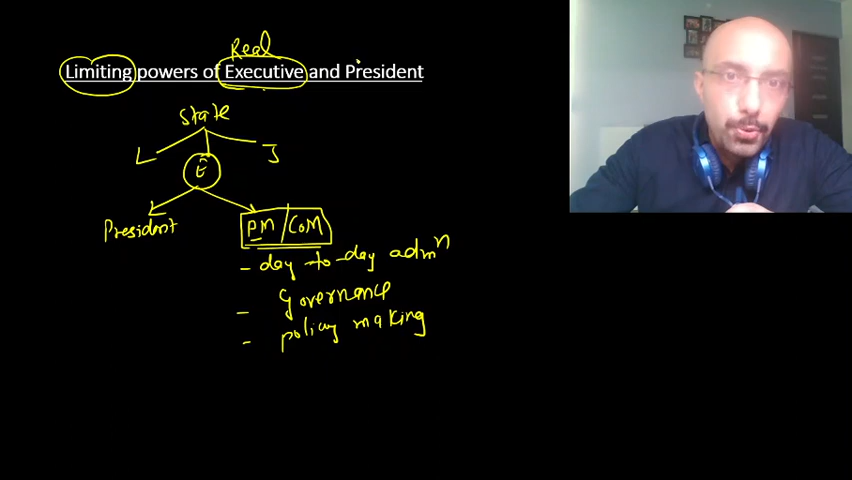 Real
Limiting powers of Executive and President
State
L E J
President PM/CoM
- day-to-day admn
- Governance
- policy making